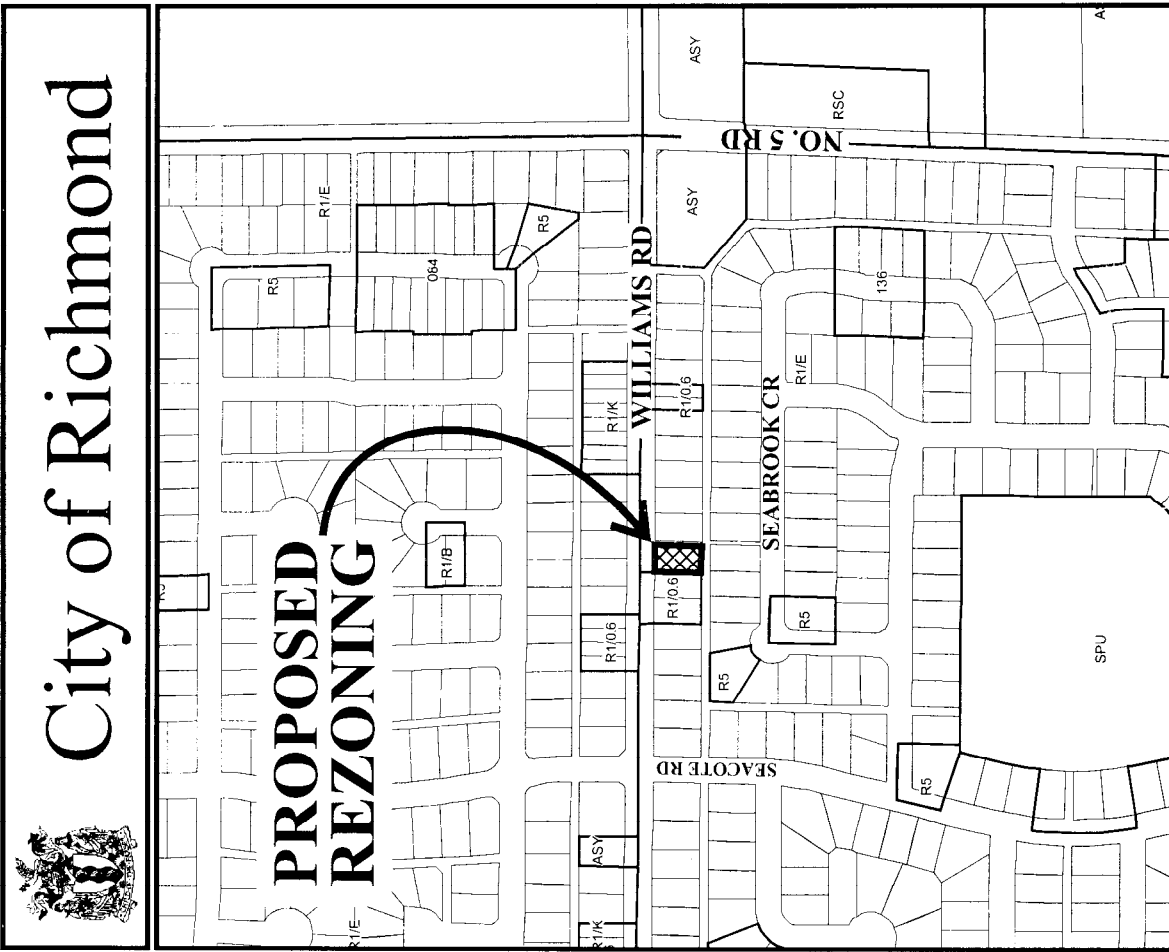 City of Richmond
R5
PROPOSED
REZONING
R1/E
R1/E
084
R1/B
R5
R1/K
ASY
R1/0.6
R1/K
WILLIAMS RD
R1/0.6
R1/0.6
ASY
ASY
SEACOTE RD
R5
NO. 5 RD
SEABROOK CR
R5
R1/E
RSC
136
R5
SPU